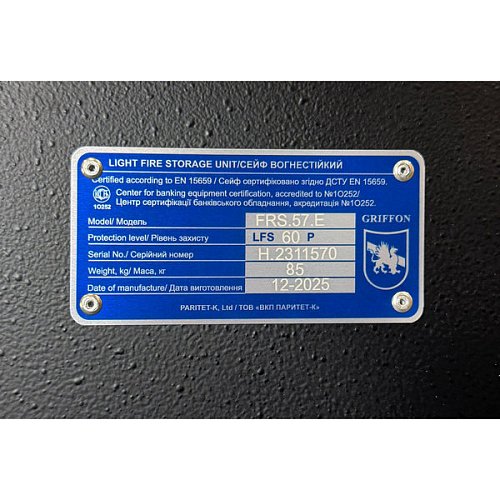 LIGHT FIRE STORAGE UNIT/СЕЙФ ВОГНЕСТІЙКИЙ
Certified according to EN 15659 / Сейф сертифіковано згідно ДСТУ EN 15659.
Center for banking equipment certification, accredited to №1О252/
Центр сертифікації банківського обладнання, акредитація №1О252.
1O252
Model/ Модель FRS.57.E
GRIFFON
Protection level/ Рівень захисту LFS 60 P
Serial No./ Серійний номер H.2311570
Weight, kg/ Маса, кг 85
Date of manufacture/ Дата виготовлення 12-2025
PARITET-K, Ltd / ТОВ «ВКП ПАРИТЕТ-К»